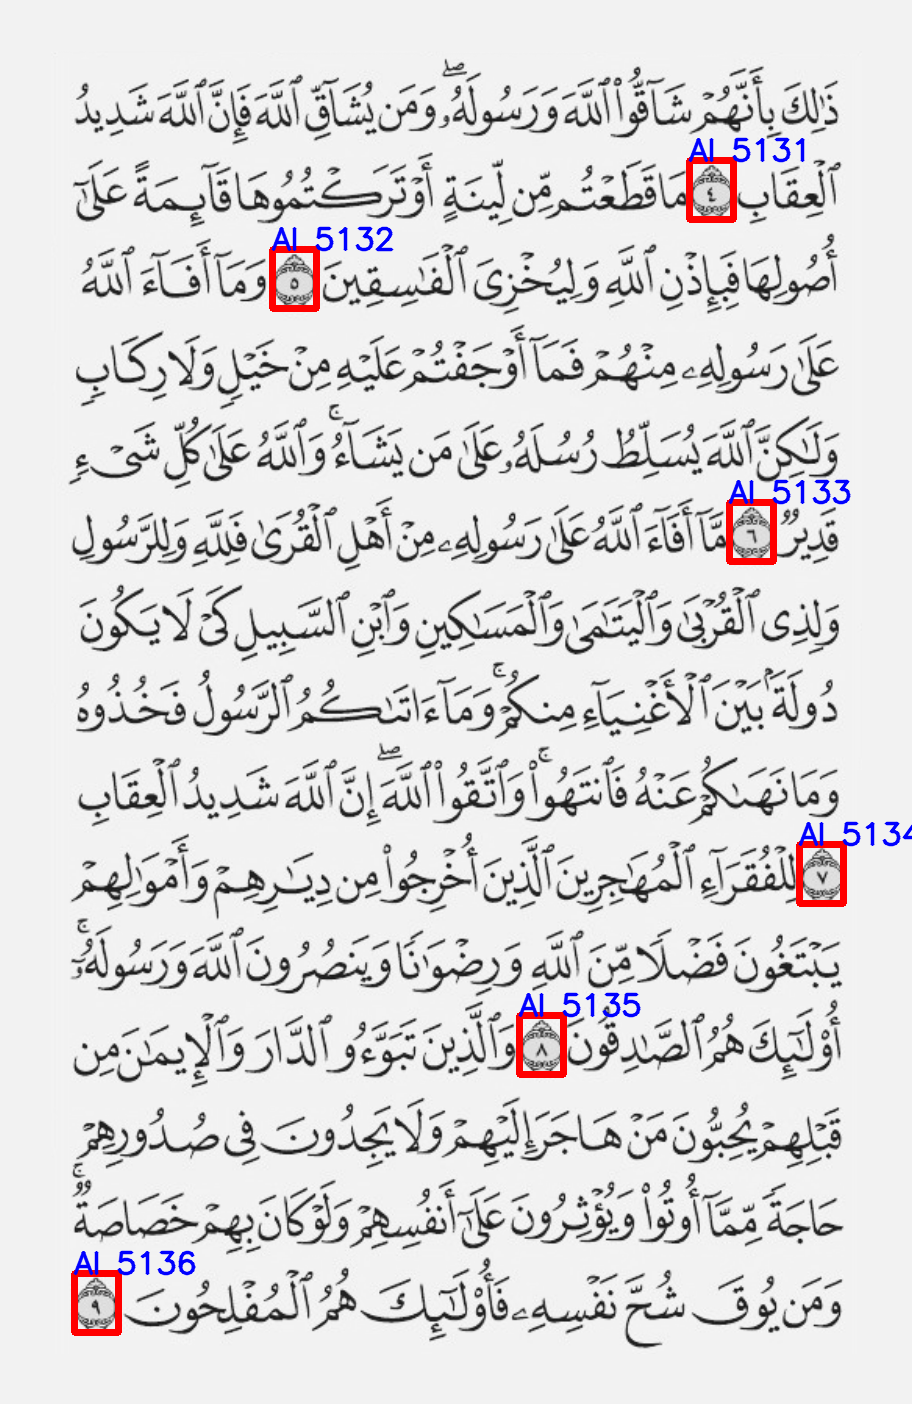 ذَٰلِكَ بِأَنَّهُمْ شَآقُّوا۟ ٱللَّهَ وَرَسُولَهُۥ ۖ وَمَن يُشَآقِّ ٱللَّهَ فَإِنَّ ٱللَّهَ شَدِيدُ
AI 5131
ٱلْعِقَابِ ٤ مَا قَطَعْتُم مِّن لِّينَةٍ أَوْ تَرَكْتُمُوهَا قَآئِمَةً عَلَىٰٓ
AI 5132
أُصُولِهَا فَبِإِذْنِ ٱللَّهِ وَلِيُخْزِىَ ٱلْفَـٰسِقِينَ ٥ وَمَآ أَفَآءَ ٱللَّهُ
عَلَىٰ رَسُولِهِۦ مِنْهُمْ فَمَآ أَوْجَفْتُمْ عَلَيْهِ مِنْ خَيْلٍ وَلَا رِكَابٍ
وَلَـٰكِنَّ ٱللَّهَ يُسَلِّطُ رُسُلَهُۥ عَلَىٰ مَن يَشَآءُ ۚ وَٱللَّهُ عَلَىٰ كُلِّ شَىْءٍ
AI 5133
قَدِيرٌ ٦ مَّآ أَفَآءَ ٱللَّهُ عَلَىٰ رَسُولِهِۦ مِنْ أَهْلِ ٱلْقُرَىٰ فَلِلَّهِ وَلِلرَّسُولِ
وَلِذِى ٱلْقُرْبَىٰ وَٱلْيَتَـٰمَىٰ وَٱلْمَسَـٰكِينِ وَٱبْنِ ٱلسَّبِيلِ كَىْ لَا يَكُونَ
دُولَةًۢ بَيْنَ ٱلْأَغْنِيَآءِ مِنكُمْ ۚ وَمَآ ءَاتَىٰكُمُ ٱلرَّسُولُ فَخُذُوهُ
وَمَا نَهَىٰكُمْ عَنْهُ فَٱنتَهُوا۟ ۚ وَٱتَّقُوا۟ ٱللَّهَ ۖ إِنَّ ٱللَّهَ شَدِيدُ ٱلْعِقَابِ
AI 5134
٧ لِلْفُقَرَآءِ ٱلْمُهَـٰجِرِينَ ٱلَّذِينَ أُخْرِجُوا۟ مِن دِيَـٰرِهِمْ وَأَمْوَٰلِهِمْ
يَبْتَغُونَ فَضْلًا مِّنَ ٱللَّهِ وَرِضْوَٰنًا وَيَنصُرُونَ ٱللَّهَ وَرَسُولَهُۥٓ ۚ
AI 5135
أُو۟لَـٰٓئِكَ هُمُ ٱلصَّـٰدِقُونَ ٨ وَٱلَّذِينَ تَبَوَّءُو ٱلدَّارَ وَٱلْإِيمَـٰنَ مِن
قَبْلِهِمْ يُحِبُّونَ مَنْ هَاجَرَ إِلَيْهِمْ وَلَا يَجِدُونَ فِى صُدُورِهِمْ
حَاجَةً مِّمَّآ أُوتُوا۟ وَيُؤْثِرُونَ عَلَىٰٓ أَنفُسِهِمْ وَلَوْ كَانَ بِهِمْ خَصَاصَةٌ ۚ
AI 5136
وَمَن يُوقَ شُحَّ نَفْسِهِۦ فَأُو۟لَـٰٓئِكَ هُمُ ٱلْمُفْلِحُونَ ٩